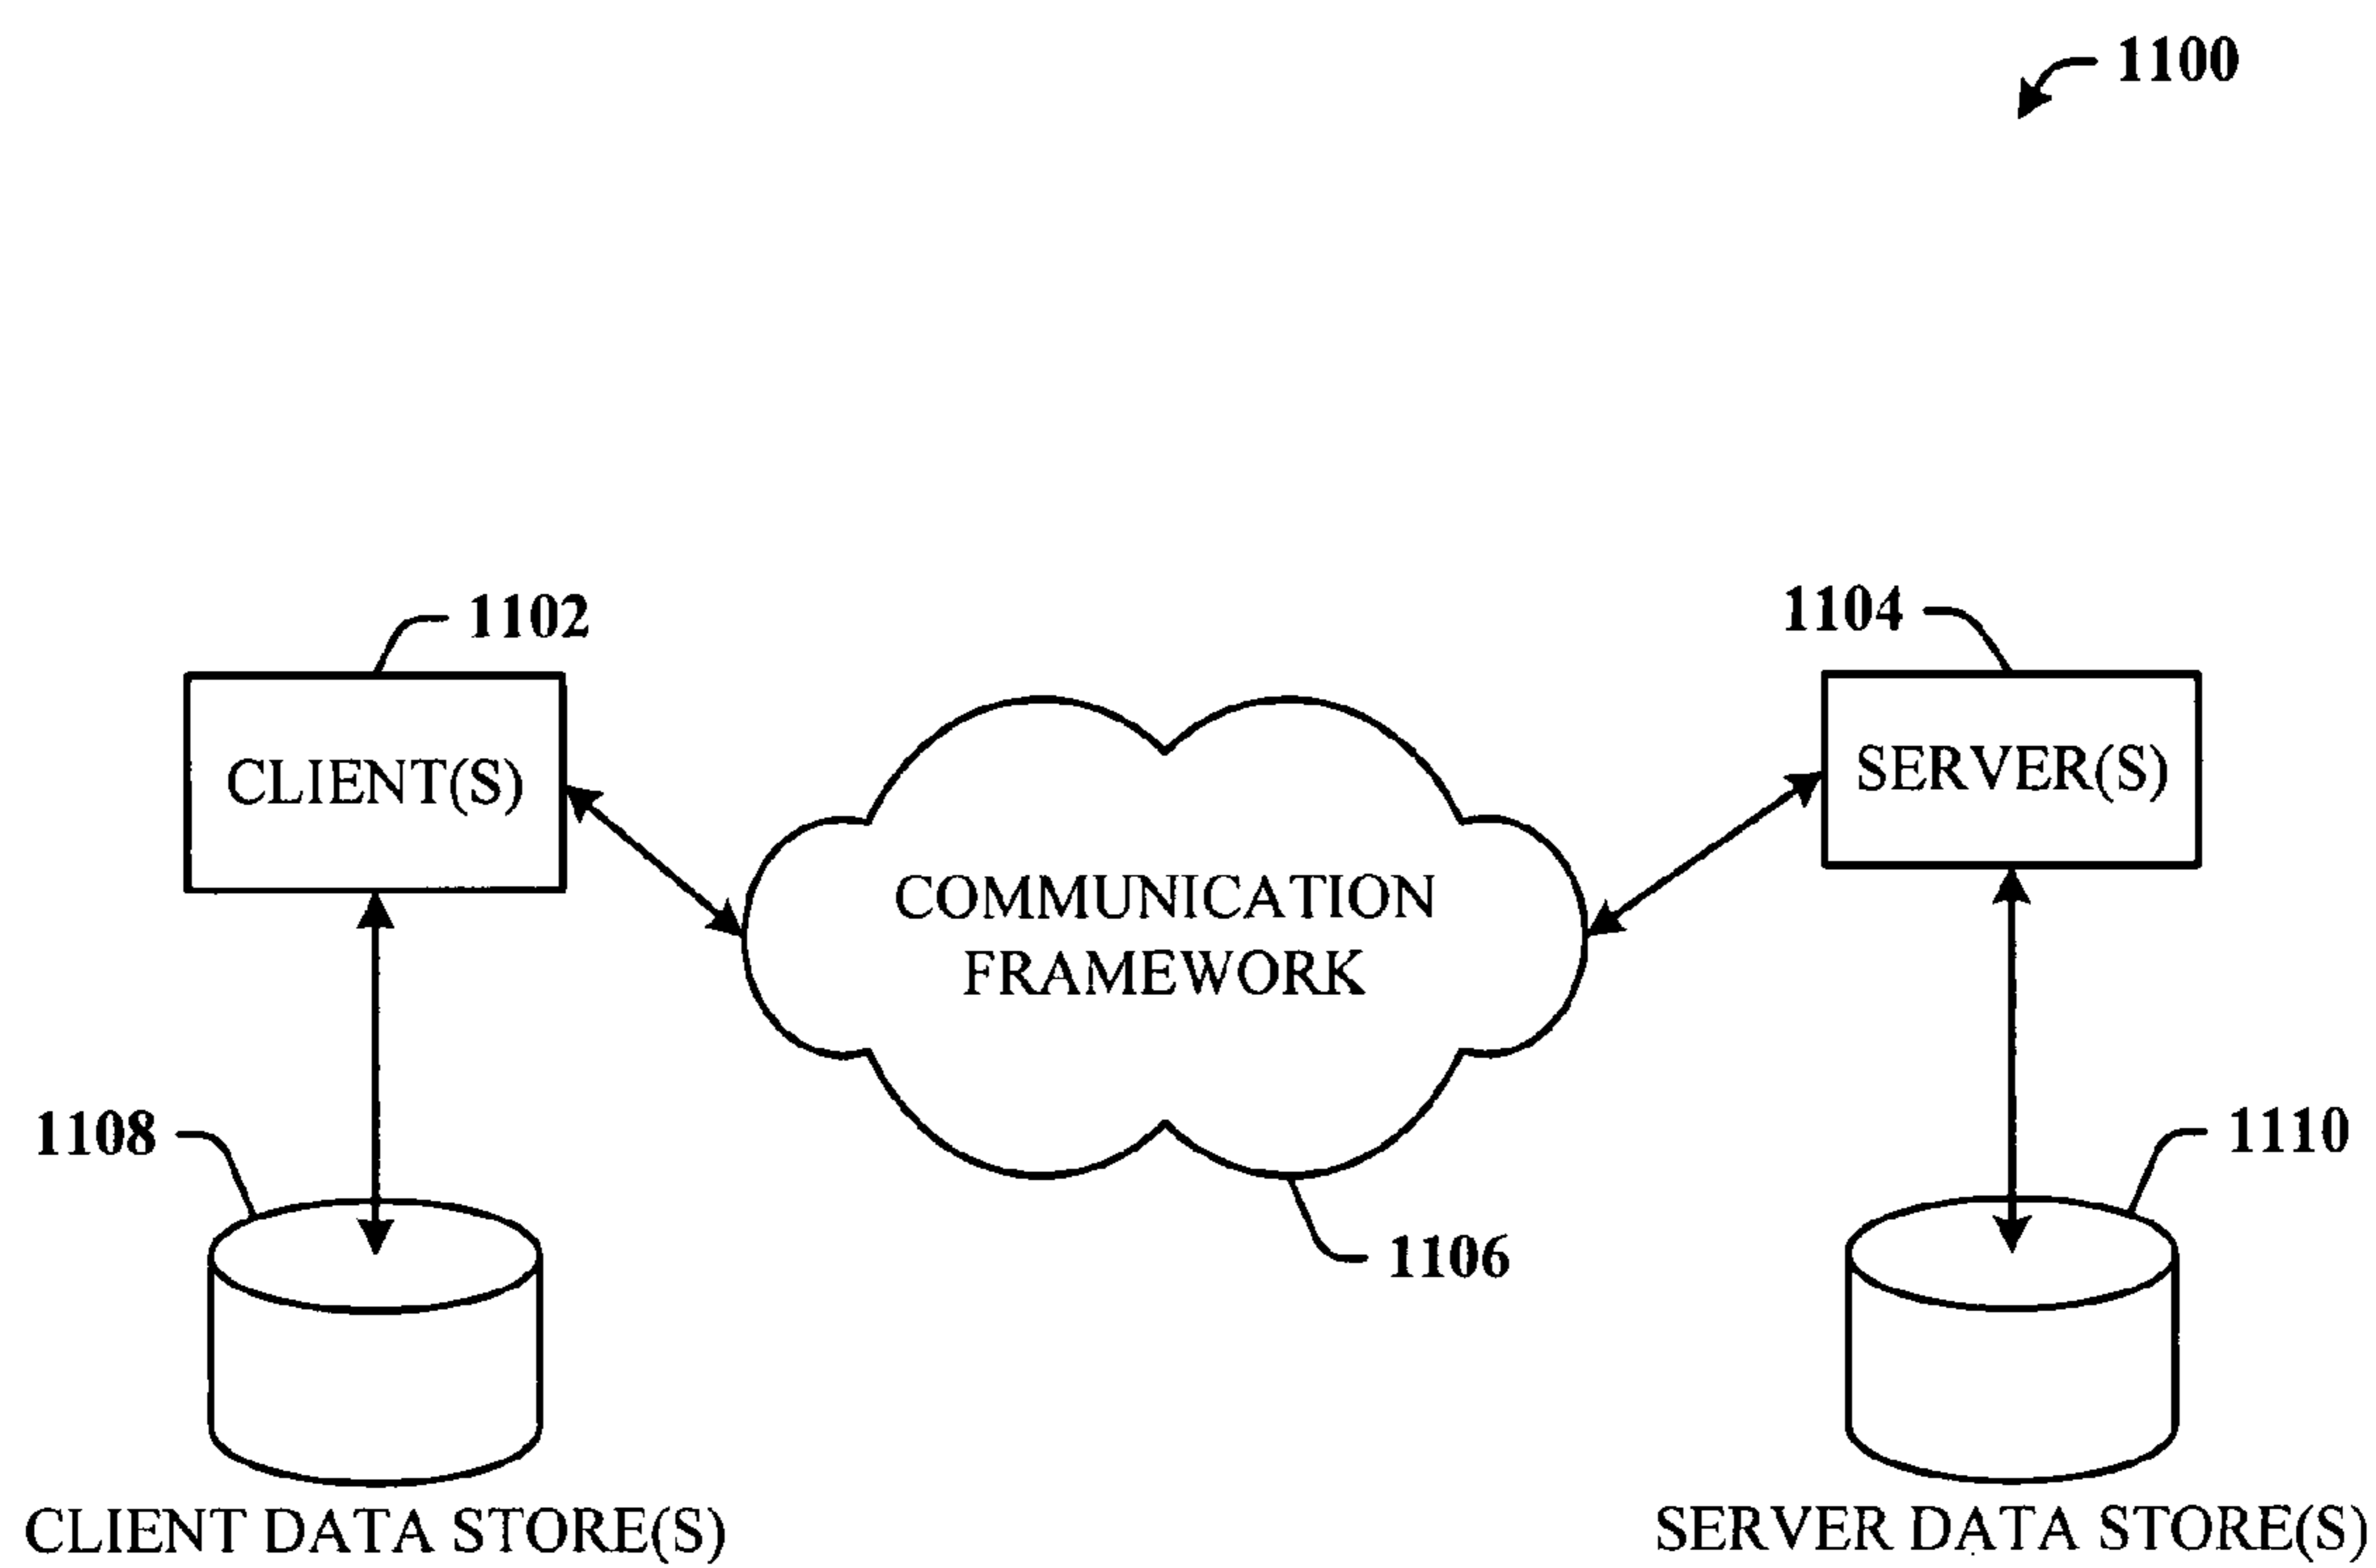 1100
1102
1104
CLIENT(S)
SERVER(S)
COMMUNICATION
FRAMEWORK
1108
1110
1106
CLIENT DATA STORE(S)
SERVER DATA STORE(S)